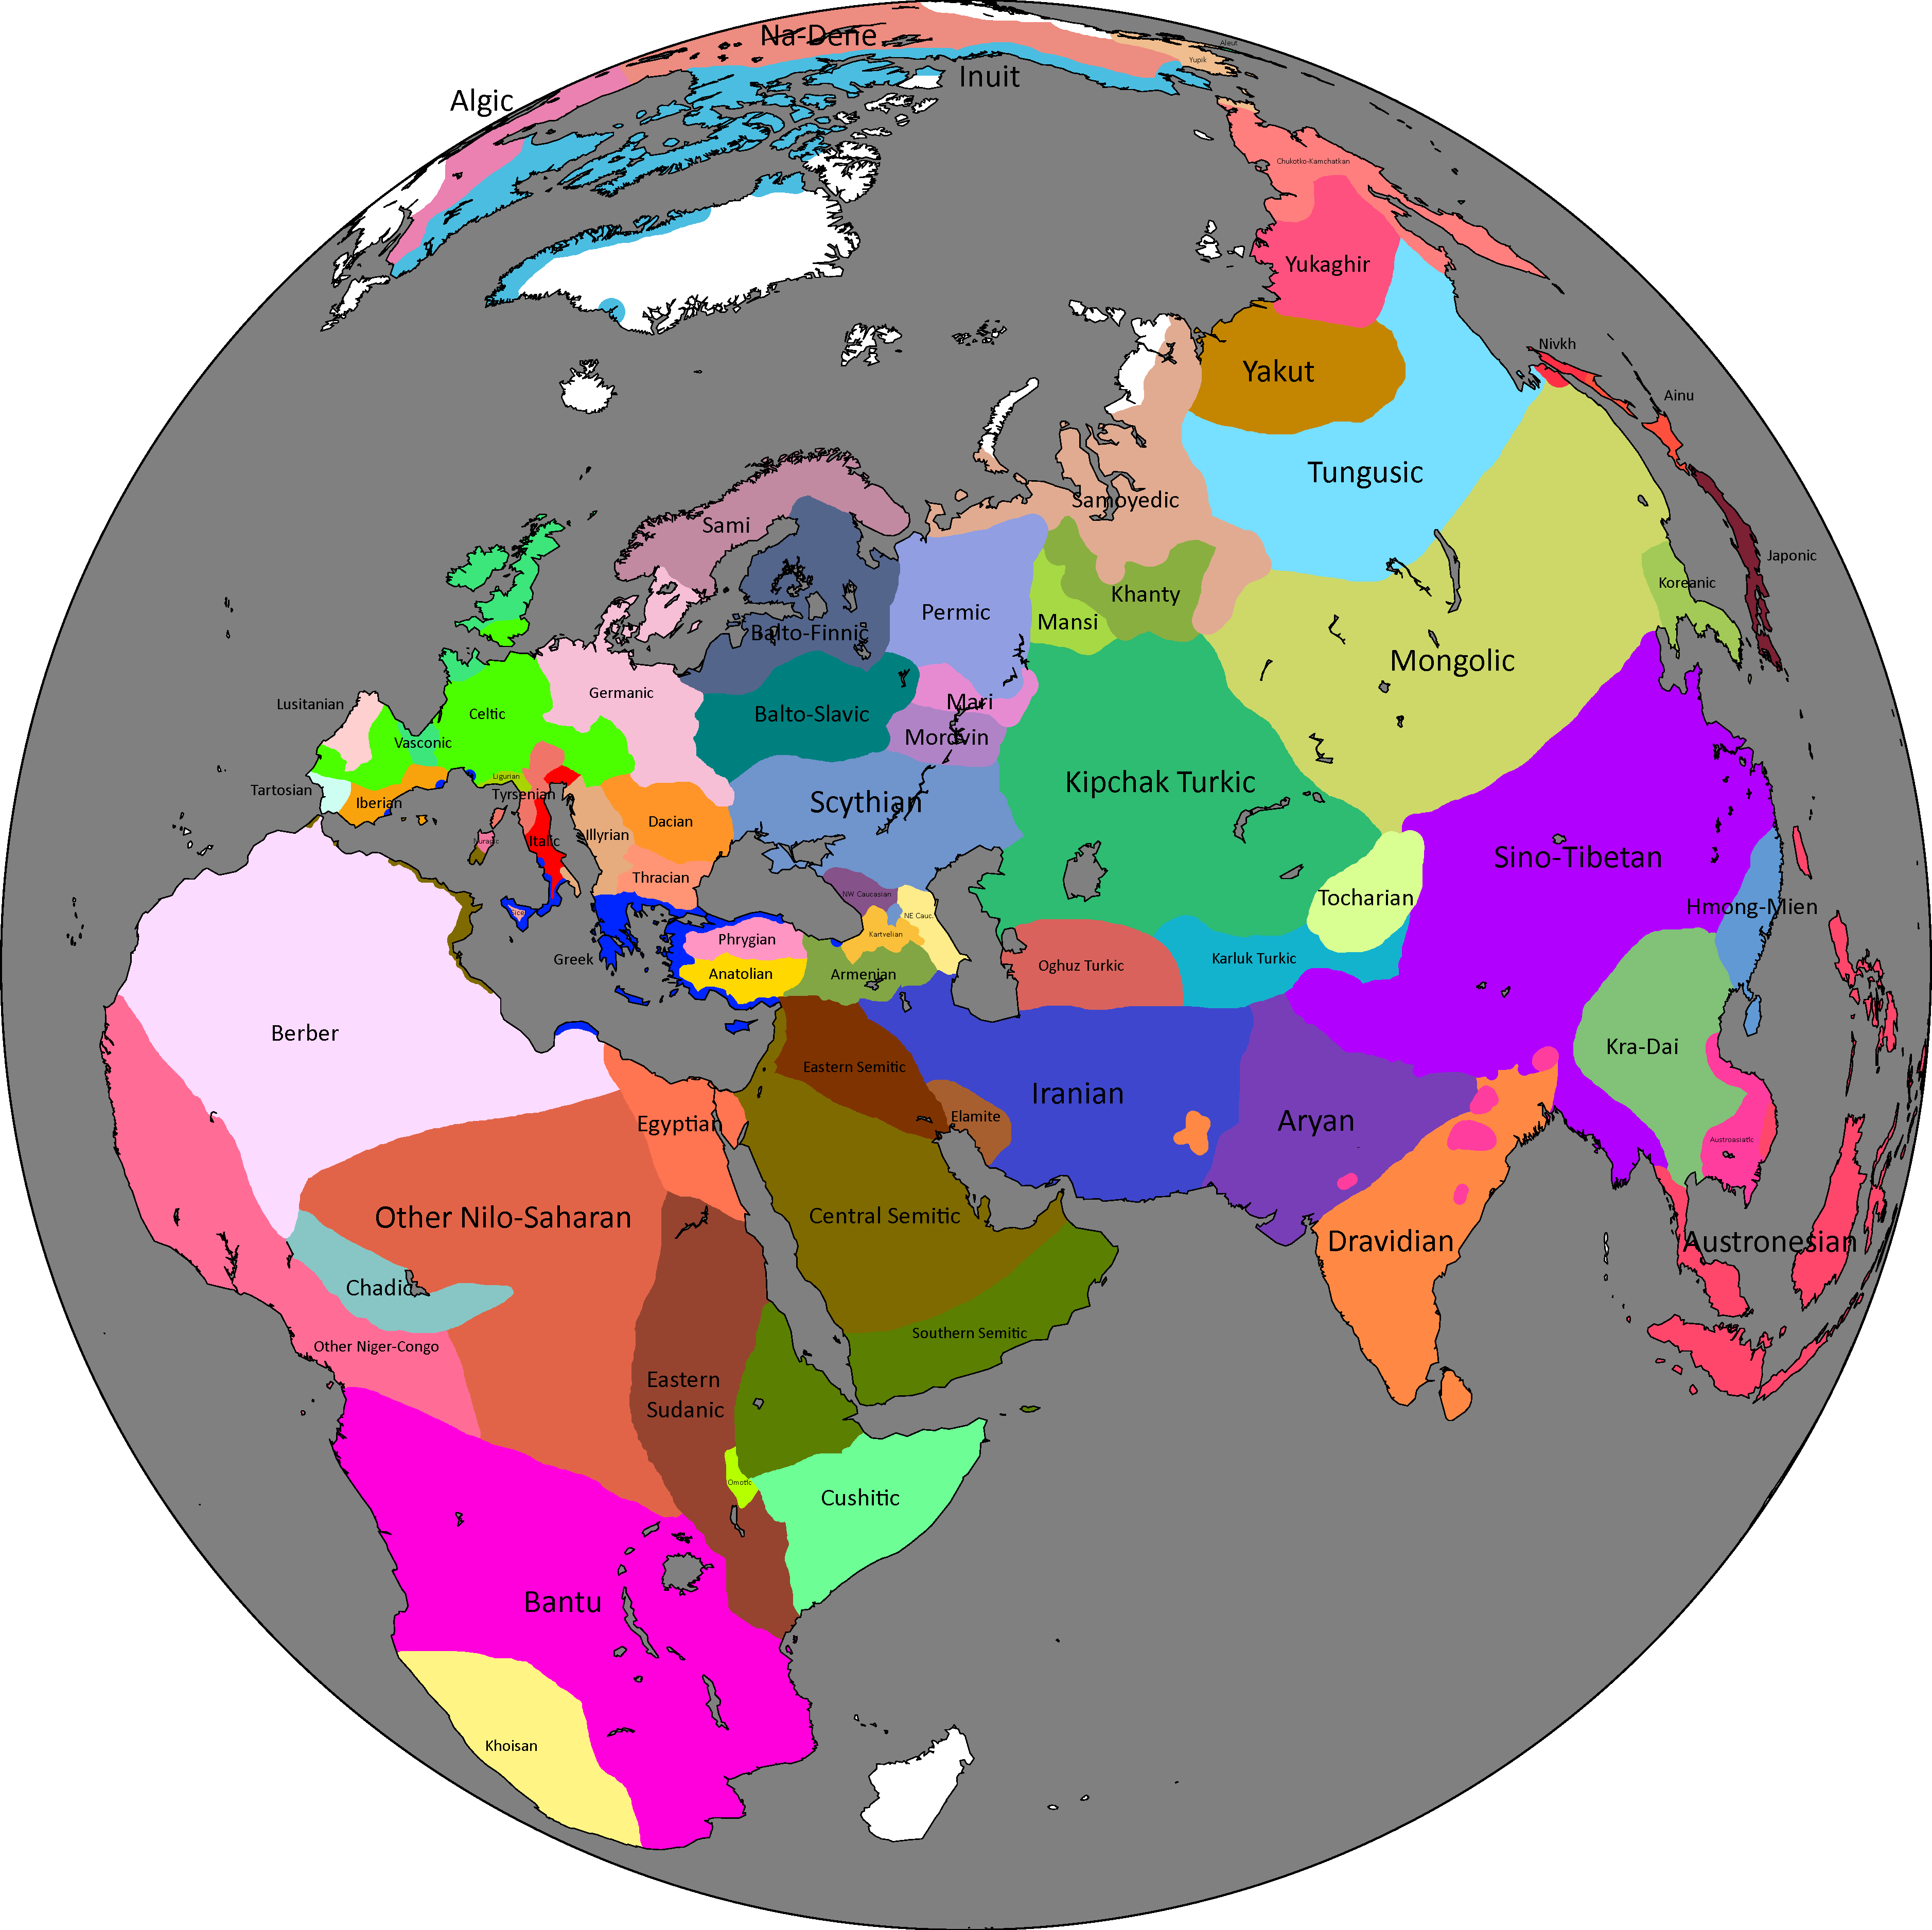 Na-Dene
Aleut
Yupik
Inuit
Algic
Chukotko-Kamchatkan
Yukaghir
Nivkh
Yakut
Ainu
Tungusic
Samoyedic
Sami
Japonic
Koreanic
Khanty
Permic
Mansi
Balto-Finnic
Mongolic
Germanic
Mari
Lusitanian
Celtic
Balto-Slavic
Mordvin
Vasconic
Ligurian
Kipchak Turkic
Tartosian
Tyrsenian
Iberian
Scythian
Dacian
Illyrian
Nuragic
Italic
Sino-Tibetan
Thracian
NW Caucasian
Tocharian
Hmong-Mien
Sicel
NE Cauc.
Kartvelian
Phrygian
Greek
Karluk Turkic
Oghuz Turkic
Anatolian
Armenian
Berber
Kra-Dai
Eastern Semitic
Iranian
Elamite
Egyptian
Aryan
Austroasiatic
Other Nilo-Saharan
Central Semitic
Dravidian
Austronesian
Chadic
Southern Semitic
Other Niger-Congo
Eastern
Sudanic
Omotic
Cushitic
Bantu
Khoisan